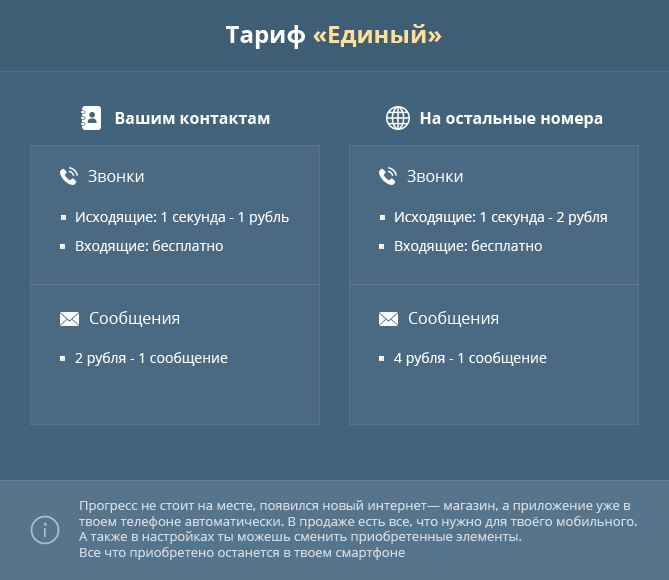 Тариф «Единый»
Вашим контактам
Звонки
Исходящие: 1 секунда - 1 рубль
Входящие: бесплатно
Сообщения
2 рубля - 1 сообщение
На остальные номера
Звонки
Исходящие: 1 секунда - 2 рубля
Входящие: бесплатно
Сообщения
4 рубля - 1 сообщение
Прогресс не стоит на месте, появился новый интернет— магазин, а приложение уже в
твоем телефоне автоматически. В продаже есть все, что нужно для твоёго мобильного.
А также в настройках ты можешь сменить приобретенные элементы.
Все что приобретено останется в твоем смартфоне